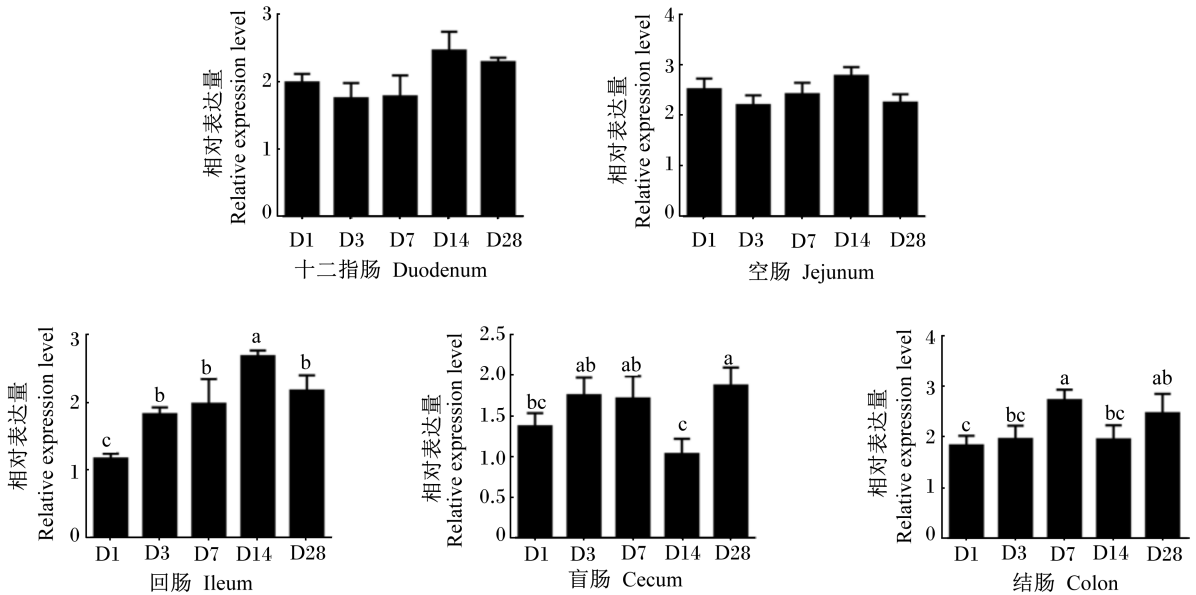 相对表达量
Relative expression level
3
2
1
0
D1 D3 D7 D14 D28
十二指肠 Duodenum
相对表达量
Relative expression level
4
3
2
1
0
D1 D3 D7 D14 D28
空肠 Jejunum
相对表达量
Relative expression level
3
2
1
0
c b b a b
D1 D3 D7 D14 D28
回肠 Ileum
相对表达量
Relative expression level
2.5
2.0
1.5
1.0
0.5
0
bc ab ab c a
D1 D3 D7 D14 D28
盲肠 Cecum
相对表达量
Relative expression level
4
3
2
1
0
c bc a bc ab
D1 D3 D7 D14 D28
结肠 Colon